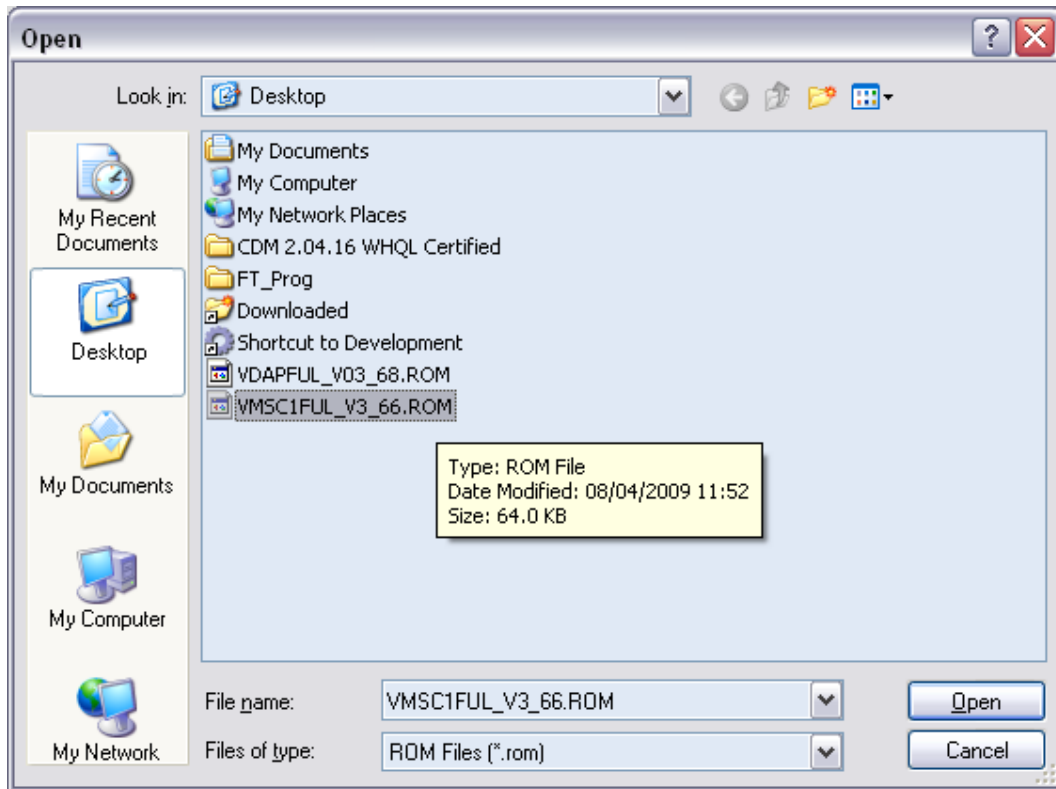 Open
Look in:
Desktop
My Recent
Documents
Desktop
My Documents
My Computer
My Network
My Documents
My Computer
My Network Places
CDM 2.04.16 WHQL Certified
FT_Prog
Downloaded
Shortcut to Development
VDAPFUL_V03_68.ROM
VMSC1FUL_V3_66.ROM
Type: ROM File
Date Modified: 08/04/2009 11:52
Size: 64.0 KB
File name:
VMSC1FUL_V3_66.ROM
Open
Files of type:
ROM Files (*.rom)
Cancel